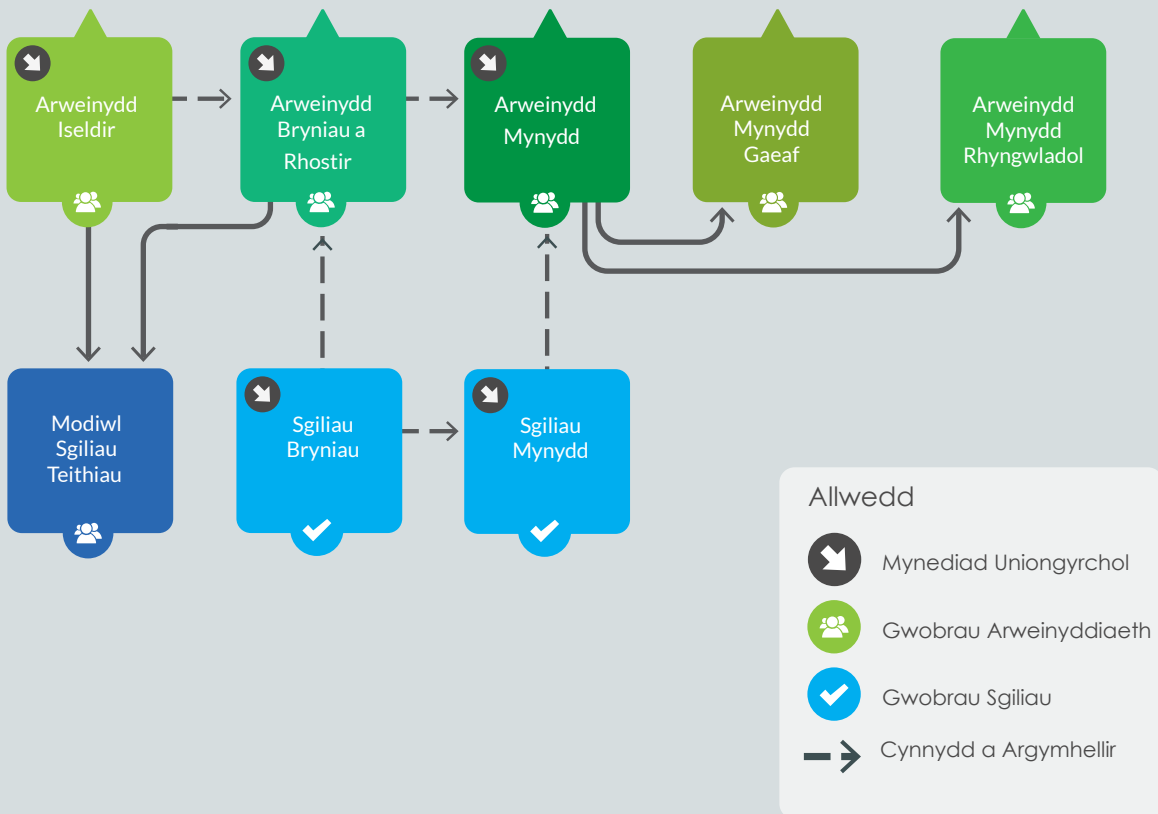 Arweinydd
Iseldir
Arweinydd
Bryniau a
Rhostir
Arweinydd
Mynydd
Arweinydd
Mynydd
Gaeaf
Arweinydd
Mynydd
Rhyngwladol
Modiwl
Sgiliau
Teithiau
Sgiliau
Bryniau
Sgiliau
Mynydd
Allwedd
Mynediad Uniongyrchol
Gwobrau Arweinyddiaeth
Gwobrau Sgiliau
Cynnydd a Argymhellir